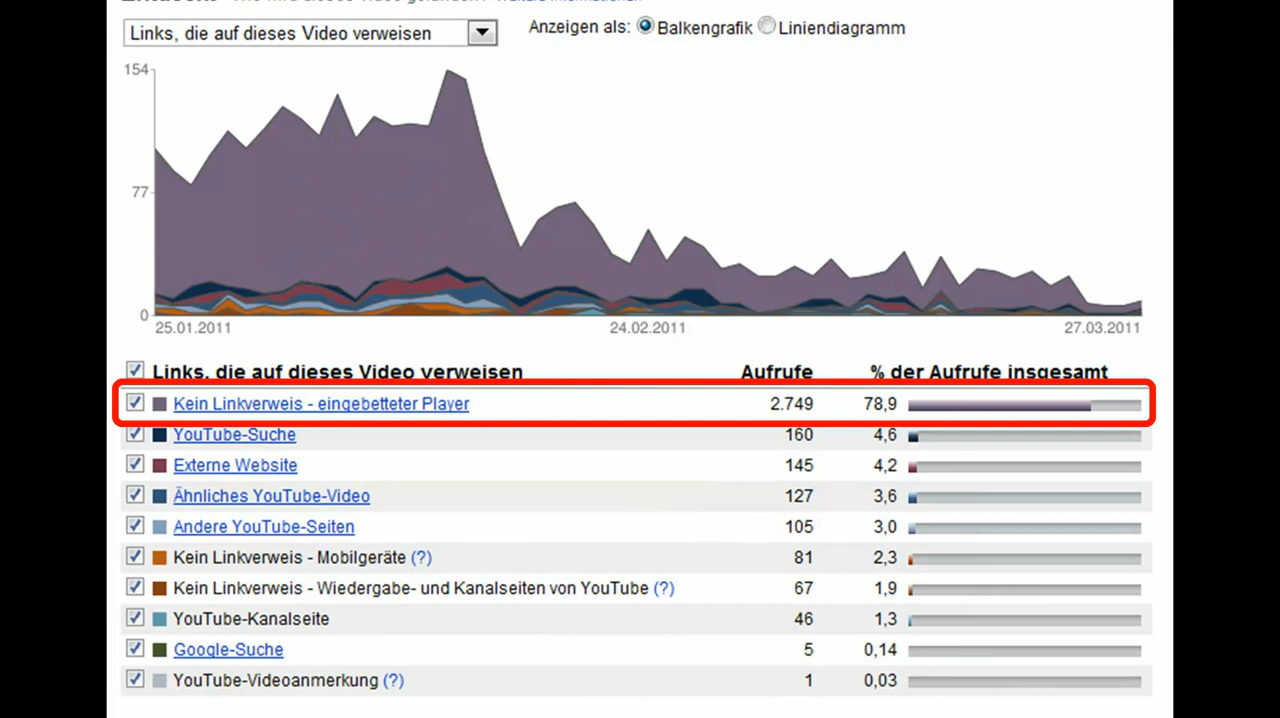 Links, die auf dieses Video verweisen
Anzeigen als: Balkengrafik Liniendiagramm
154
77
0
25.01.2011 24.02.2011 27.03.2011
Links, die auf dieses Video verweisen Aufrufe % der Aufrufe insgesamt
Kein Linkverweis - eingebetteter Player 2.749 78,9
YouTube-Suche 160 4,6
Externe Website 145 4,2
Ähnliches YouTube-Video 127 3,6
Andere YouTube-Seiten 105 3,0
Kein Linkverweis - Mobilgeräte (?) 81 2,3
Kein Linkverweis - Wiedergabe- und Kanalseiten von YouTube (?) 67 1,9
YouTube-Kanalseite 46 1,3
Google-Suche 5 0,14
YouTube-Videoanmerkung (?) 1 0,03